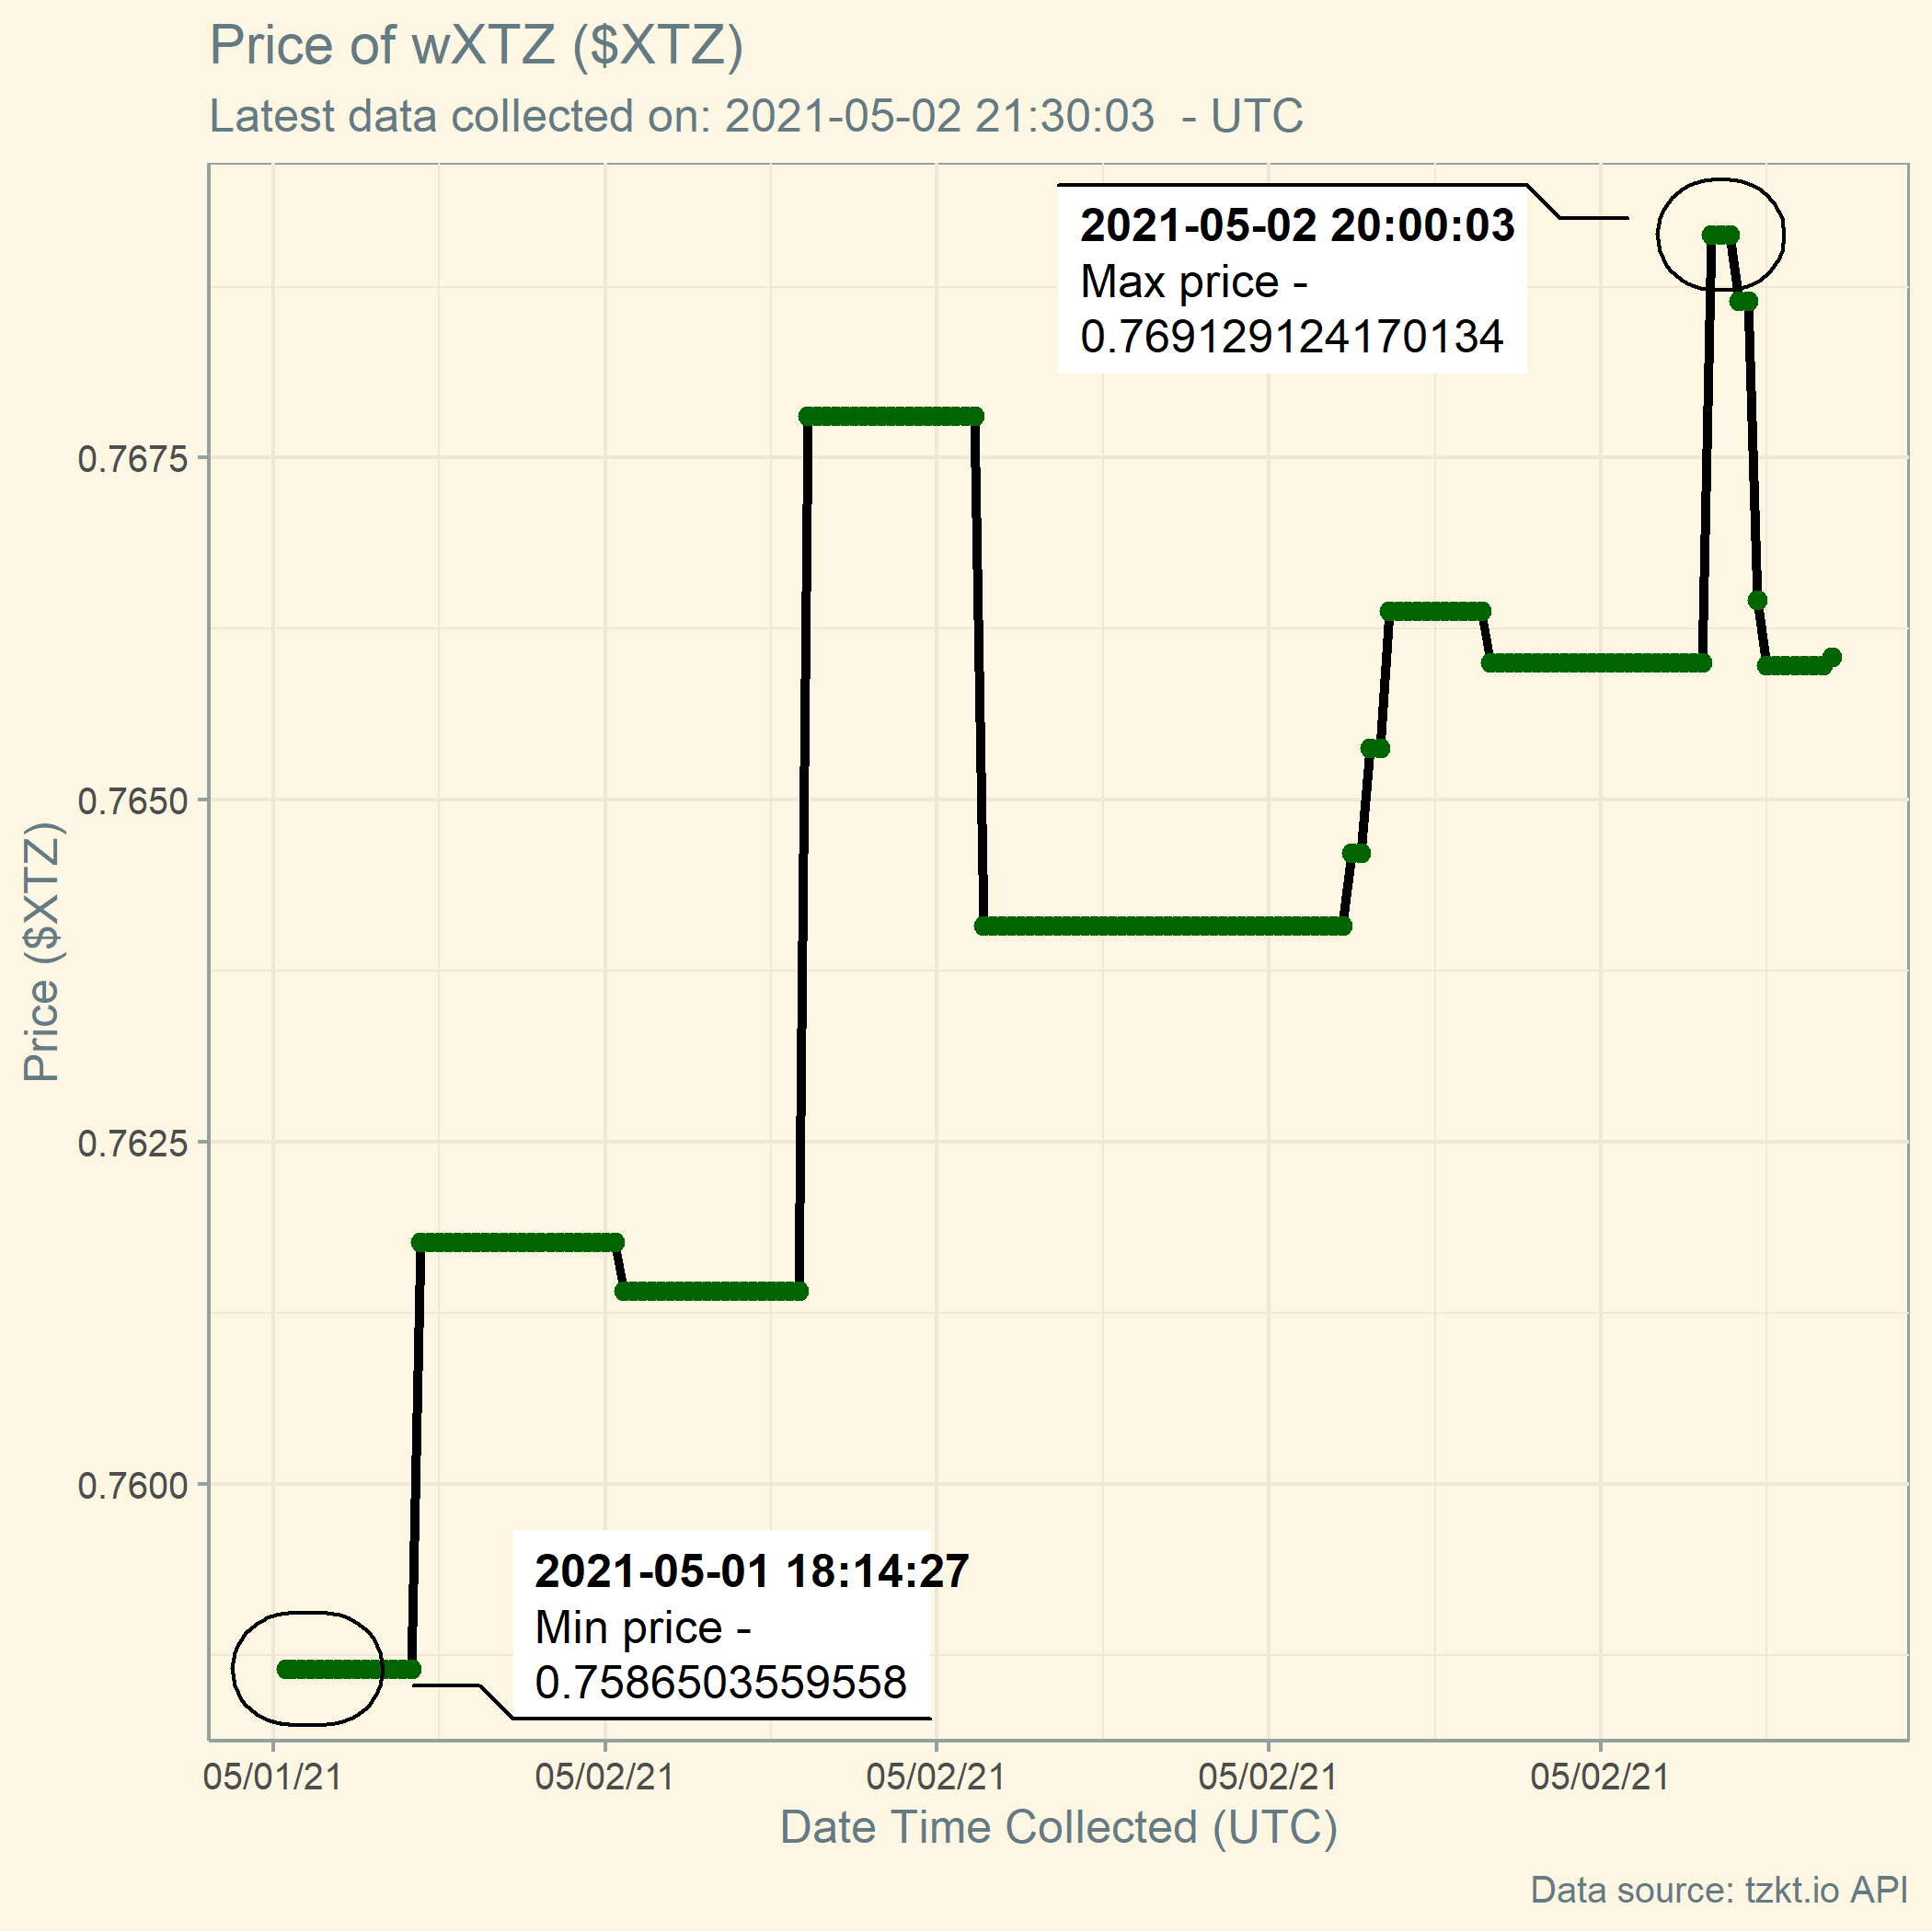 Price of wXTZ ($XTZ)
Latest data collected on: 2021-05-02 21:30:03  - UTC
2021-05-02 20:00:03
Max price -
0.769129124170134
0.7675
0.7650
0.7625
0.7600
Price ($XTZ)
2021-05-01 18:14:27
Min price -
0.7586503559558
05/01/21
05/02/21
05/02/21
05/02/21
05/02/21
Date Time Collected (UTC)
Data source: tzkt.io API